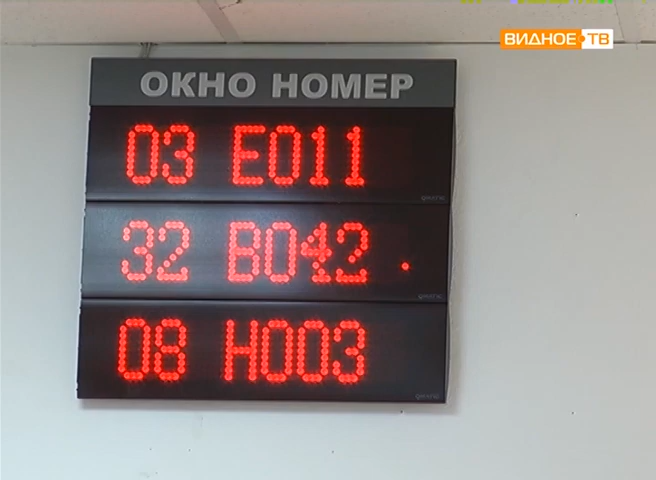 ВИДНОЕ ТВ
ОКНО НОМЕР
03 Е011
32 В042
08 Н003